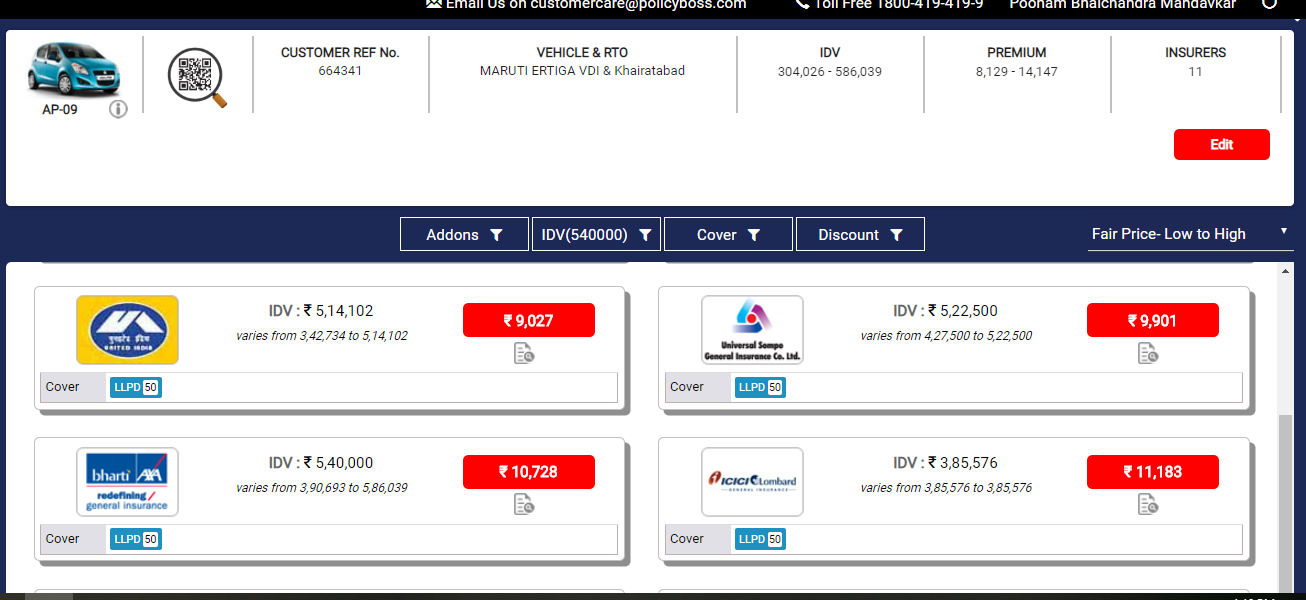 Email Us on customercare@policyboss.com Toll Free 1800-419-419-9 Poonam Bhalchandra Mandavkar
CUSTOMER REF No. VEHICLE & RTO IDV PREMIUM INSURERS
664341 MARUTI ERTIGA VDI & Khairatabad 304,026 - 586,039 8,129 - 14,147 11
AP-09
Edit
Addons IDV(540000) Cover Discount Fair Price- Low to High
UNITED INDIA
IDV : ₹ 5,14,102
varies from 3,42,734 to 5,14,102
₹ 9,027
Cover LLPD 50
Universal Sompo
General Insurance Co. Ltd.
IDV : ₹ 5,22,500
varies from 4,27,500 to 5,22,500
₹ 9,901
Cover LLPD 50
bharti AXA
redefining /
general insurance
IDV : ₹ 5,40,000
varies from 3,90,693 to 5,86,039
₹ 10,728
Cover LLPD 50
ICICI Lombard
GENERAL INSURANCE
IDV : ₹ 3,85,576
varies from 3,85,576 to 3,85,576
₹ 11,183
Cover LLPD 50